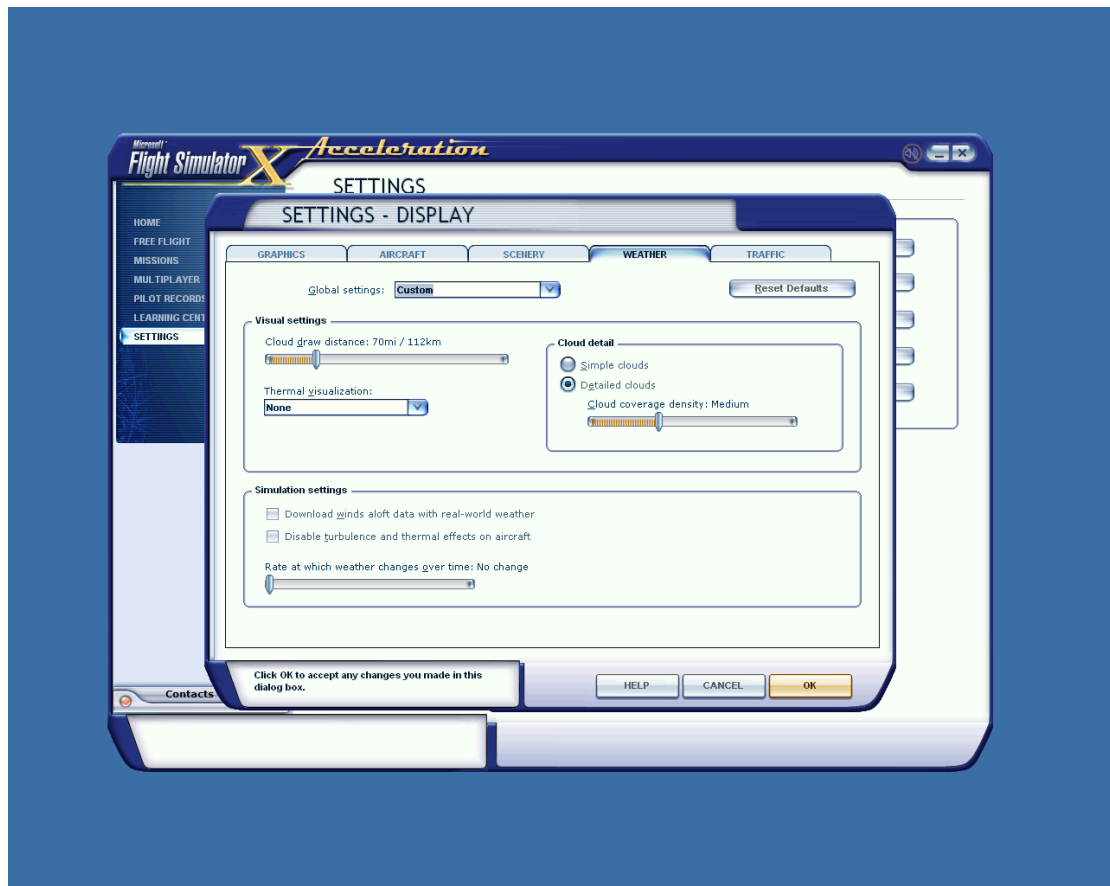 Microsoft
Flight Simulator X Acceleration
SETTINGS
SETTINGS - DISPLAY
HOME
FREE FLIGHT
MISSIONS
MULTIPLAYER
PILOT RECORDS
LEARNING CENT
SETTINGS
GRAPHICS AIRCRAFT SCENERY WEATHER TRAFFIC
Global settings: Custom Reset Defaults
Visual settings
Cloud draw distance: 70mi / 112km
Thermal visualization:
None
Cloud detail
Simple clouds
Detailed clouds
Cloud coverage density: Medium
Simulation settings
Download winds aloft data with real-world weather
Disable turbulence and thermal effects on aircraft
Rate at which weather changes over time: No change
Click OK to accept any changes you made in this
dialog box.
HELP CANCEL OK
Contacts